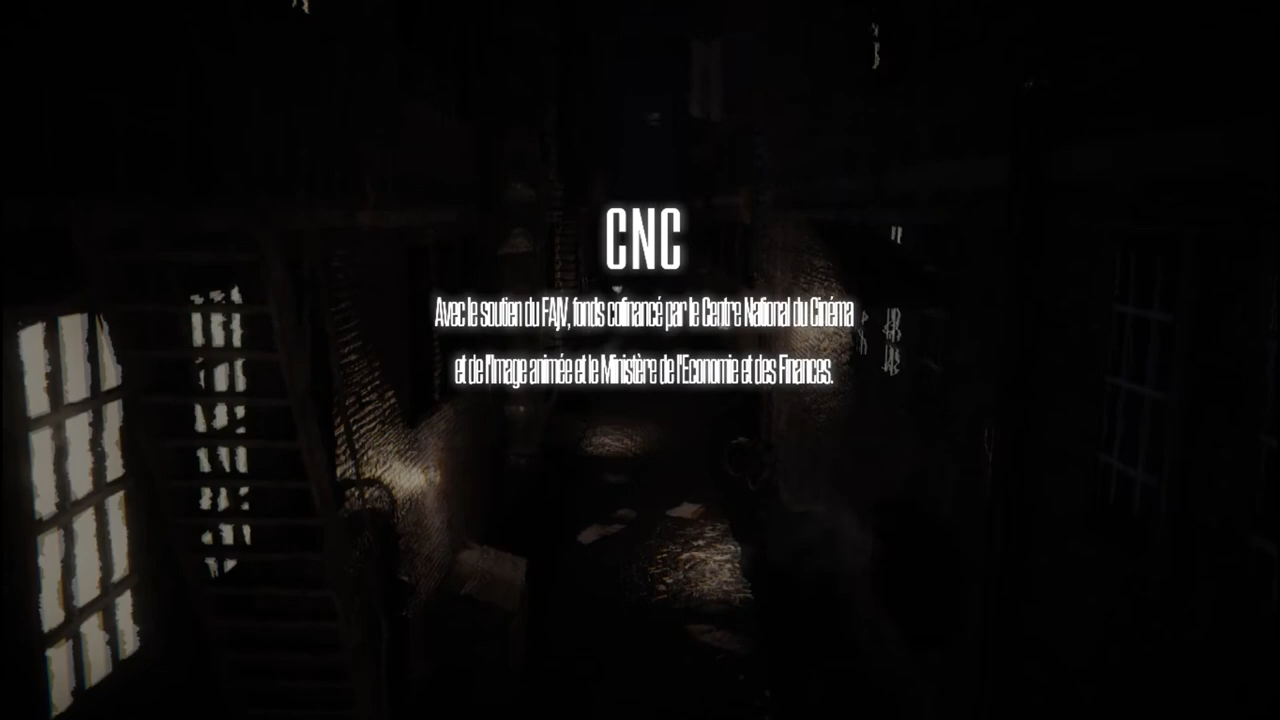 CNC
Avec le soutien du FAJV, fonds cofinancé par le Centre National du Cinéma
et de l'Image animée et le Ministère de l'Economie et des Finances.